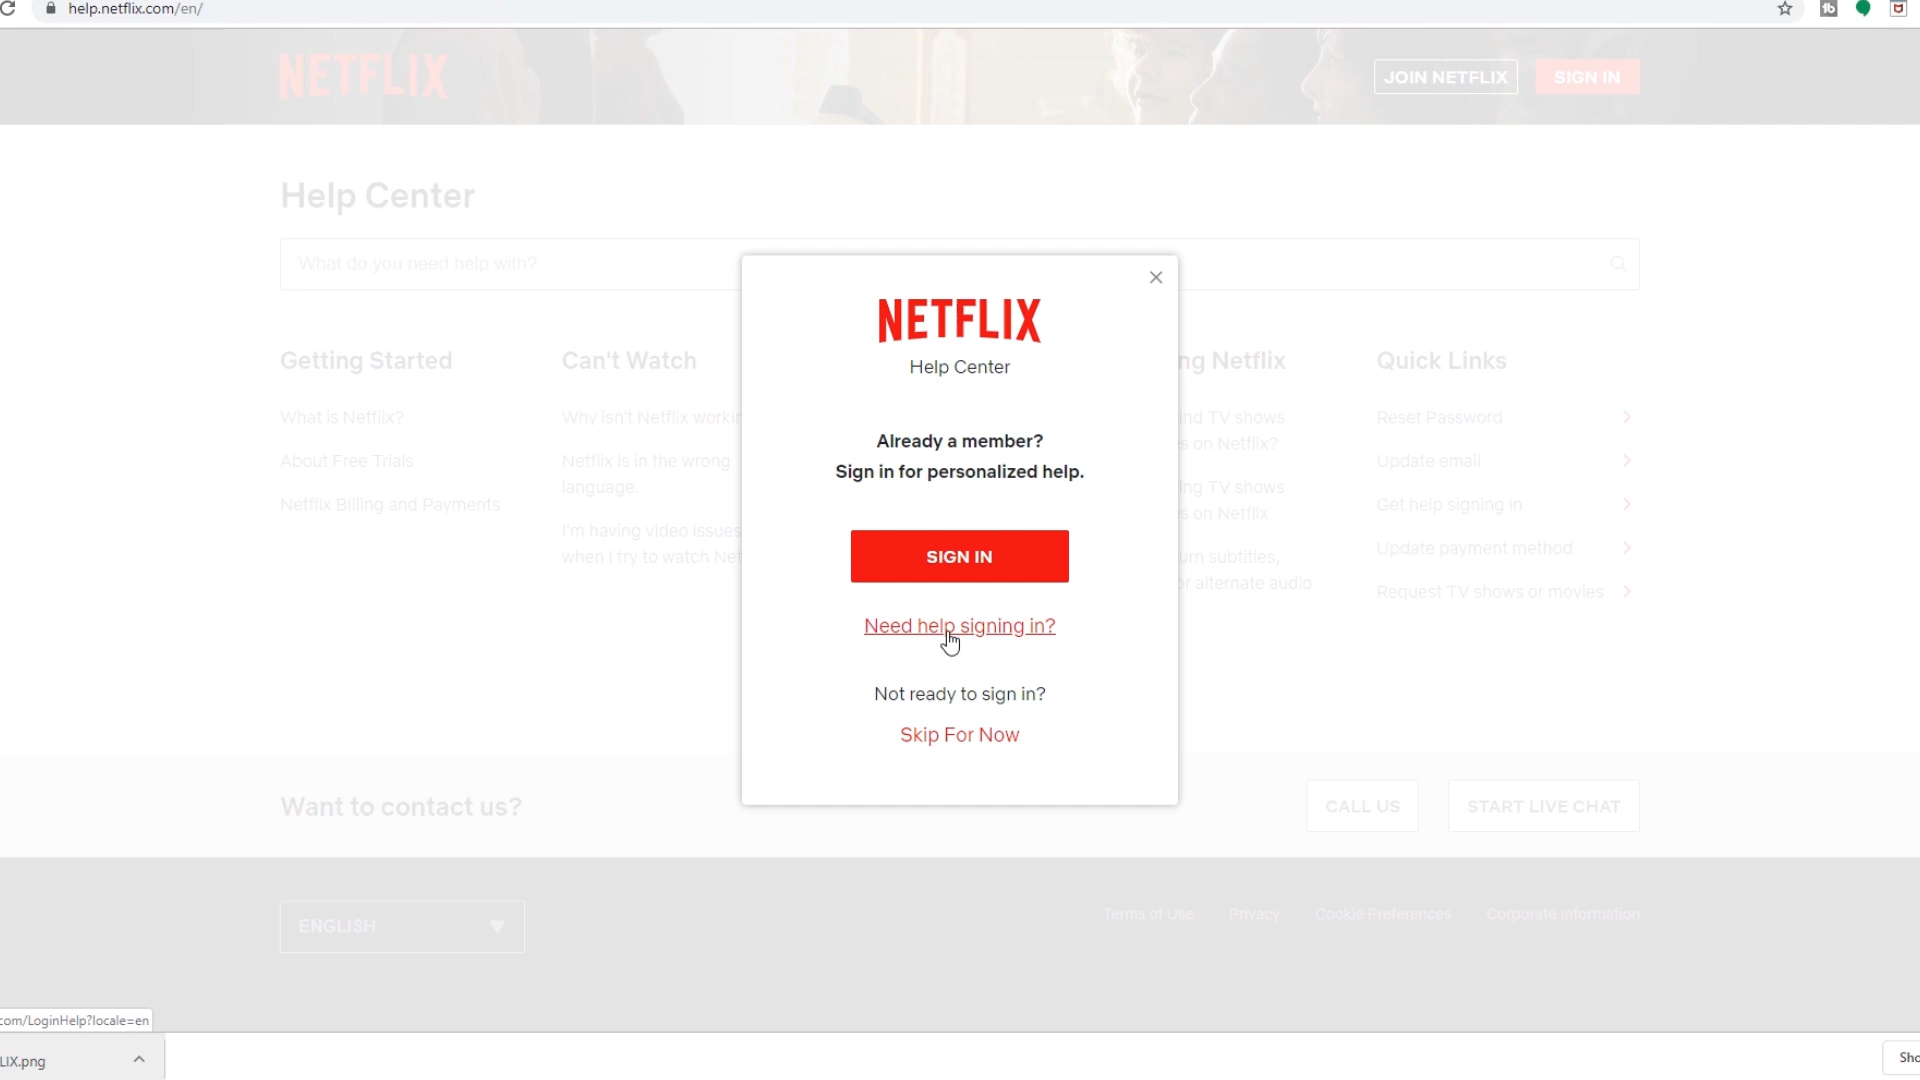 help.netflix.com/en/
NETFLIX
JOIN NETFLIX
SIGN IN
Help Center
What do you need help with?
Getting Started
What is Netflix?
About Free Trials
Netflix Billing and Payments
Can't Watch
Why isn't Netflix workin
Netflix is in the wrong
language.
I'm having video issues
when I try to watch Net
ng Netflix
ind TV shows
s on Netflix?
ing TV shows
s on Netflix
urn subtitles,
or alternate audio
Quick Links
Reset Password
Update email
Get help signing in
Update payment method
Request TV shows or movies
NETFLIX
Help Center
Already a member?
Sign in for personalized help.
SIGN IN
Need help signing in?
Not ready to sign in?
Skip For Now
Want to contact us?
CALL US
START LIVE CHAT
ENGLISH
Terms of Use
Privacy
Cookie Preferences
Corporate Information
com/LoginHelp?locale=en
LIX.png
Sho